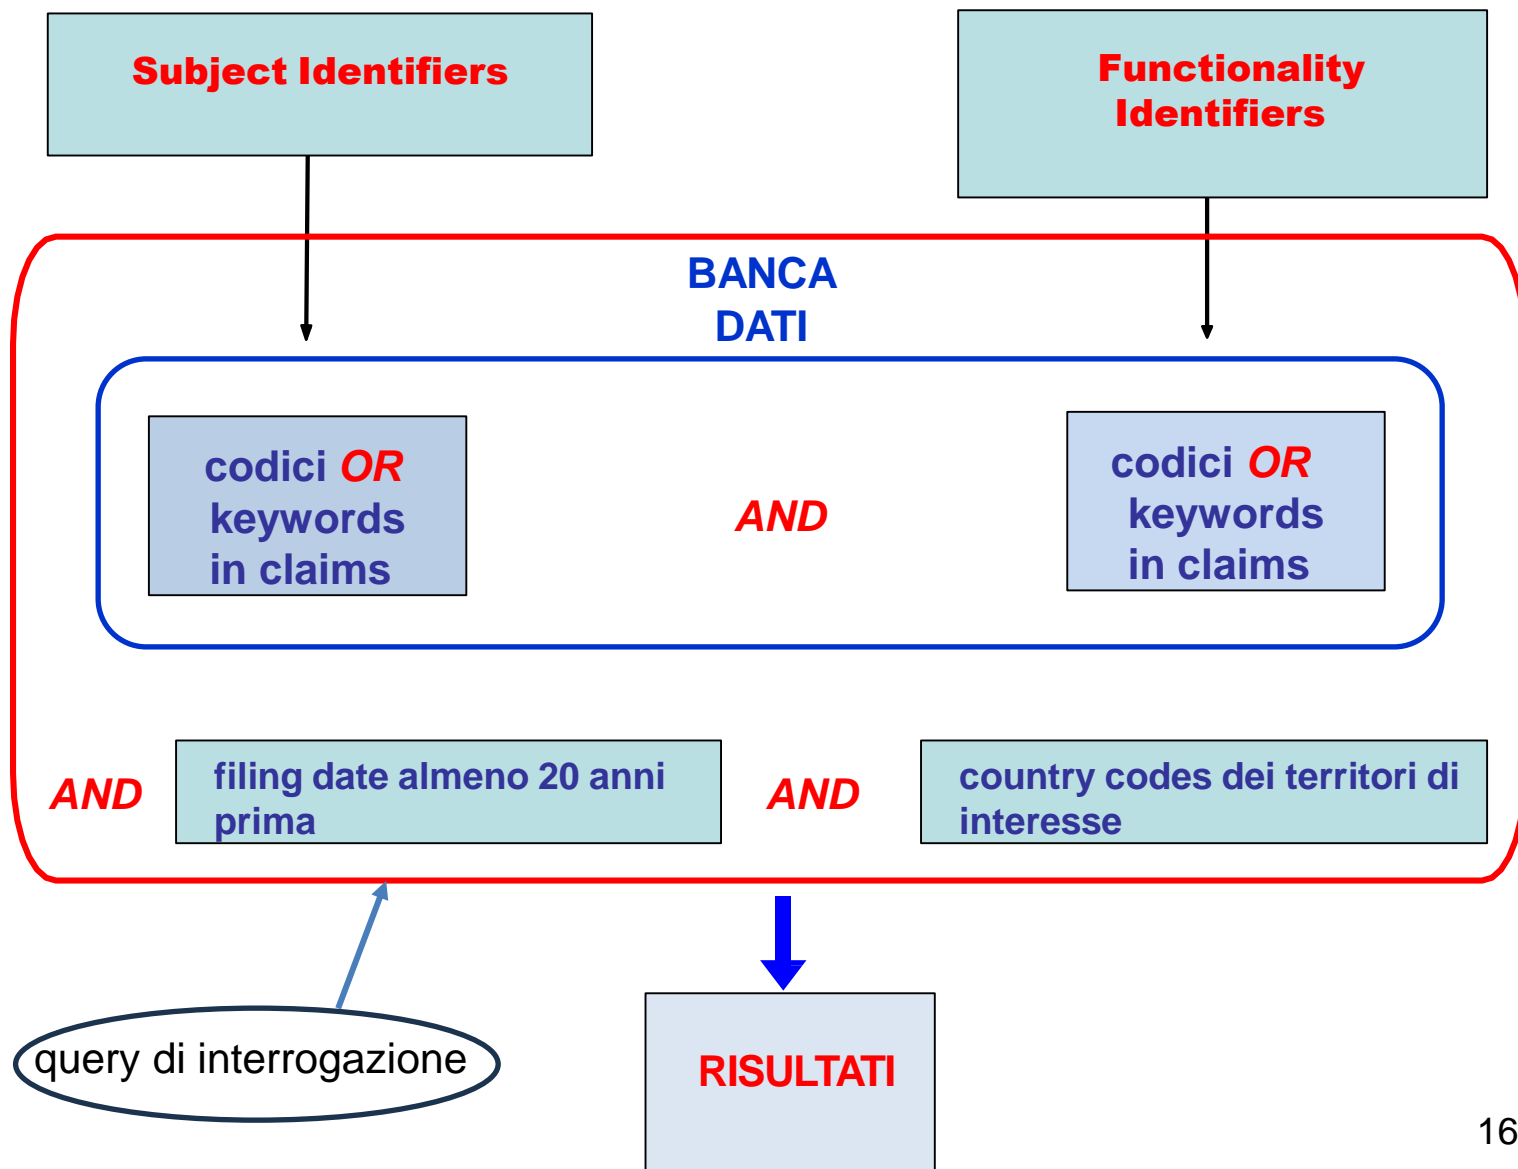 Subject Identifiers
Functionality
Identifiers
BANCA
DATI
codici OR
keywords
in claims
AND
codici OR
keywords
in claims
AND
filing date almeno 20 anni
prima
AND
country codes dei territori di
interesse
query di interrogazione
RISULTATI
16